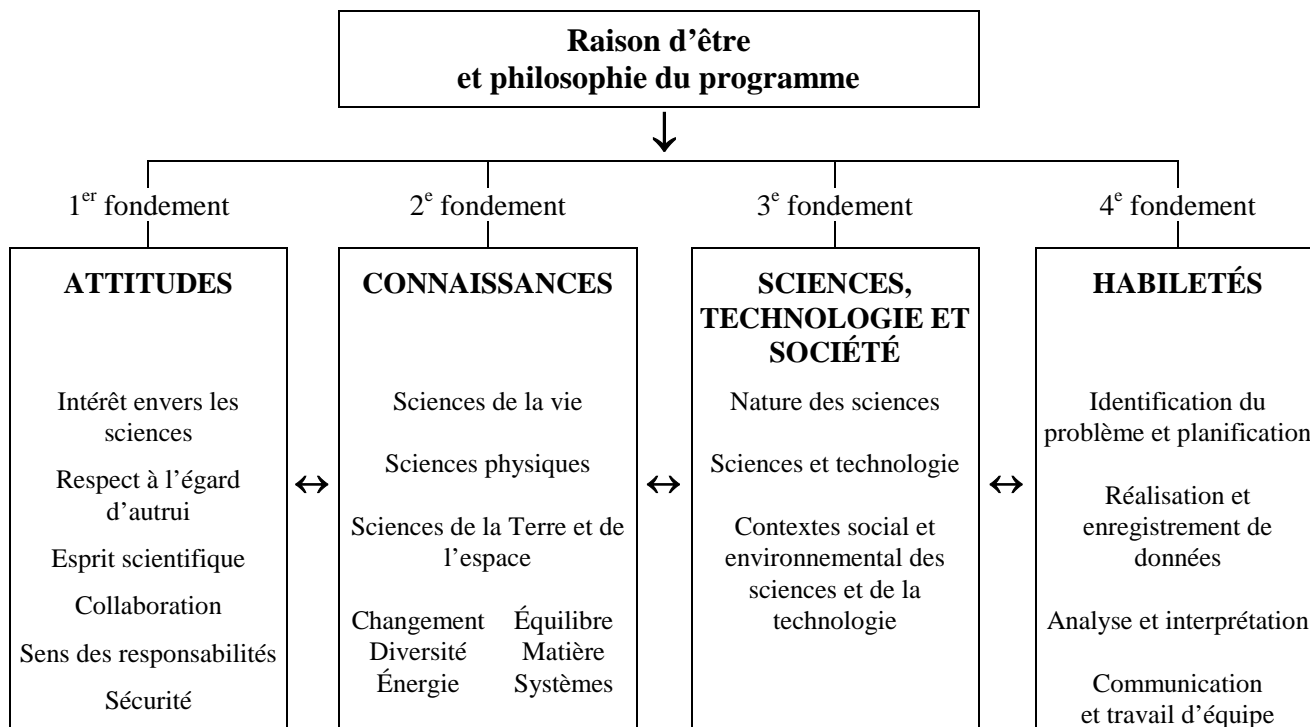 Raison d’être
et philosophie du programme
1er fondement
2e fondement
3e fondement
4e fondement
ATTITUDES
Intérêt envers les
sciences
Respect à l’égard
d’autrui
Esprit scientifique
Collaboration
Sens des responsabilités
Sécurité
CONNAISSANCES
Sciences de la vie
Sciences physiques
Sciences de la Terre et de
l’espace
Changement Équilibre
Diversité Matière
Énergie Systèmes
SCIENCES,
TECHNOLOGIE ET
SOCIÉTÉ
Nature des sciences
Sciences et technologie
Contextes social et
environnemental des
sciences et de la
technologie
HABILETÉS
Identification du
problème et planification
Réalisation et
enregistrement de
données
Analyse et interprétation
Communication
et travail d’équipe